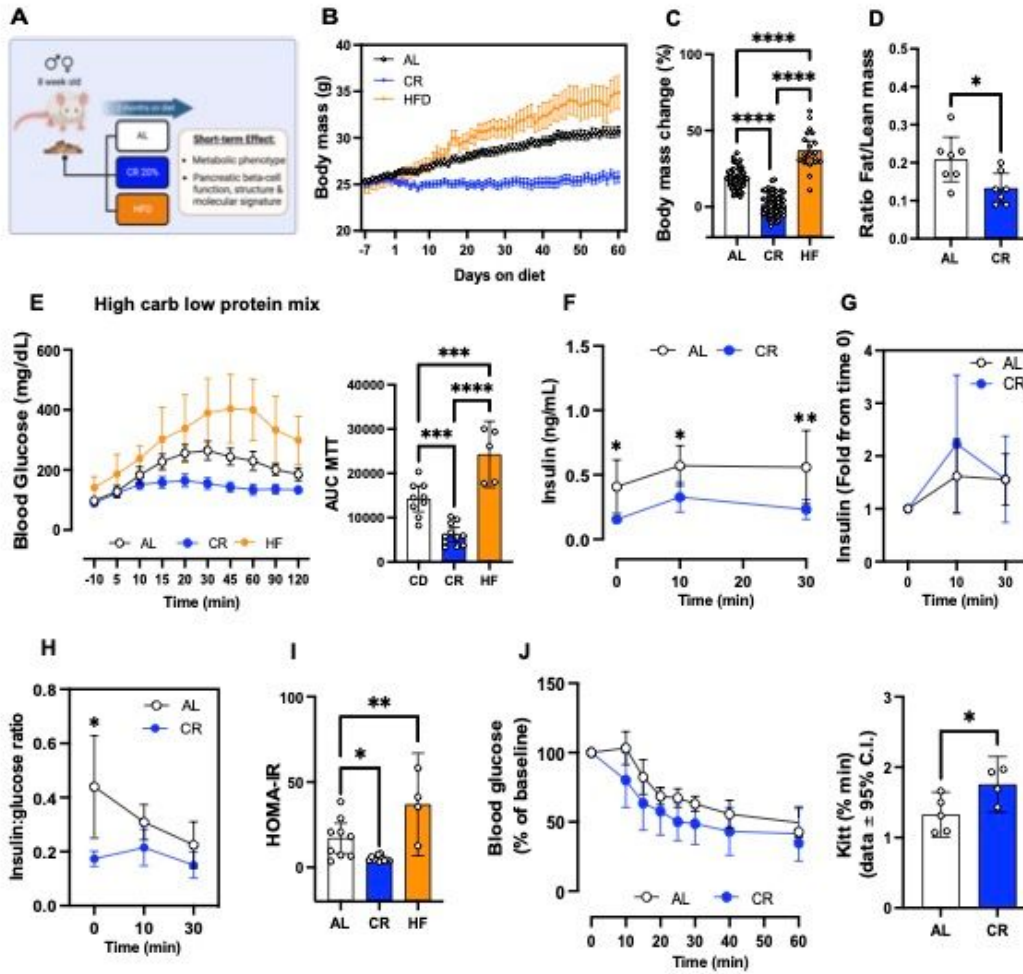 A
♂♀
8 week old
2 months on diet
AL
CR 20%
HFD
Short-term Effect:
• Metabolic phenotype
• Pancreatic beta-cell
function, structure &
molecular signature
B
Body mass (g)
40
35
30
25
20
AL
CR
HFD
-7 1 10 20 30 40 50 60
Days on diet
C
Body mass change (%)
100
50
0
****
**** ****
AL CR HF
D
Ratio Fat/Lean mass
0.5
0.4
0.3
0.2
0.1
0.0
*
AL CR
E
High carb low protein mix
Blood Glucose (mg/dL)
600
400
200
0
AL CR HF
-10 5 10 15 20 30 45 60 90 120
Time (min)
AUC MTT
40000
30000
20000
10000
0
***
****
***
CD CR HF
F
Insulin (ng/mL)
1.5
1.0
0.5
0.0
AL CR
* * **
0 10 20 30
Time (min)
G
Insulin (Fold from time 0)
4
3
2
1
0
AL
CR
0 10 30
Time (min)
H
Insulin:glucose ratio
0.8
0.6
0.4
0.2
0.0
*
AL
CR
0 10 30
Time (min)
I
HOMA-IR
100
50
0
**
*
AL CR HF
J
Blood glucose
(% of baseline)
150
100
50
0
AL CR
0 10 20 30 40 60
Time (min)
Kitt (% min)
(data ± 95% C.I.)
3
2
1
0
*
AL CR